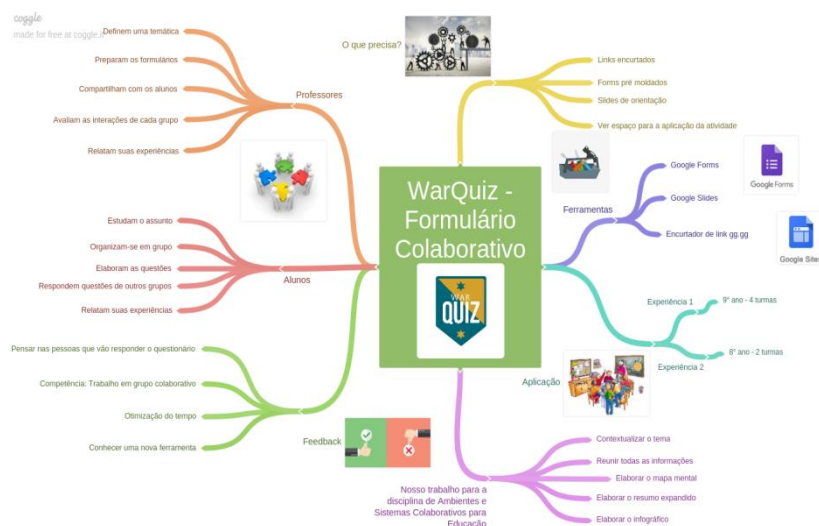 coggle
made for free at coggle.it
Definem uma temática
Preparam os formulários
Compartilham com os alunos
Avaliam as interações de cada grupo
Relatam suas experiências
Professores
Estudam o assunto
Organizam-se em grupo
Elaboram as questões
Respondem questões de outros grupos
Relatam suas experiências
Alunos
Pensar nas pessoas que vão responder o questionário
Competência: Trabalho em grupo colaborativo
Otimização do tempo
Conhecer uma nova ferramenta
Feedback
WarQuiz -
Formulário
Colaborativo
WAR
QUIZ
O que precisa?
Links encurtados
Forms pré moldados
Slides de orientação
Ver espaço para a aplicação da atividade
Ferramentas
Google Forms
Google Slides
Encurtador de link gg.gg
Google Forms
Google Sites
Aplicação
Experiência 1
9° ano - 4 turmas
Experiência 2
8° ano - 2 turmas
Nosso trabalho para a
disciplina de Ambientes e
Sistemas Colaborativos para
Educação
Contextualizar o tema
Reunir todas as informações
Elaborar o mapa mental
Elaborar o resumo expandido
Elaborar o infográfico